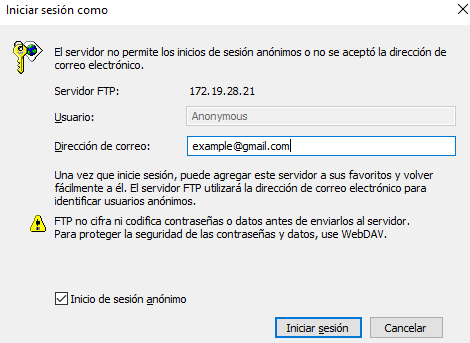 Iniciar sesión como
El servidor no permite los inicios de sesión anónimos o no se aceptó la dirección de
correo electrónico.
Servidor FTP: 172.19.28.21
Usuario: Anonymous
Dirección de correo: example@gmail.com
Una vez que inicie sesión, puede agregar este servidor a sus favoritos y volver
fácilmente a él. El servidor FTP utilizará la dirección de correo electrónico para
identificar usuarios anónimos.
FTP no cifra ni codifica contraseñas o datos antes de enviarlos al servidor.
Para proteger la seguridad de las contraseñas y datos, use WebDAV.
Inicio de sesión anónimo
Iniciar sesión Cancelar